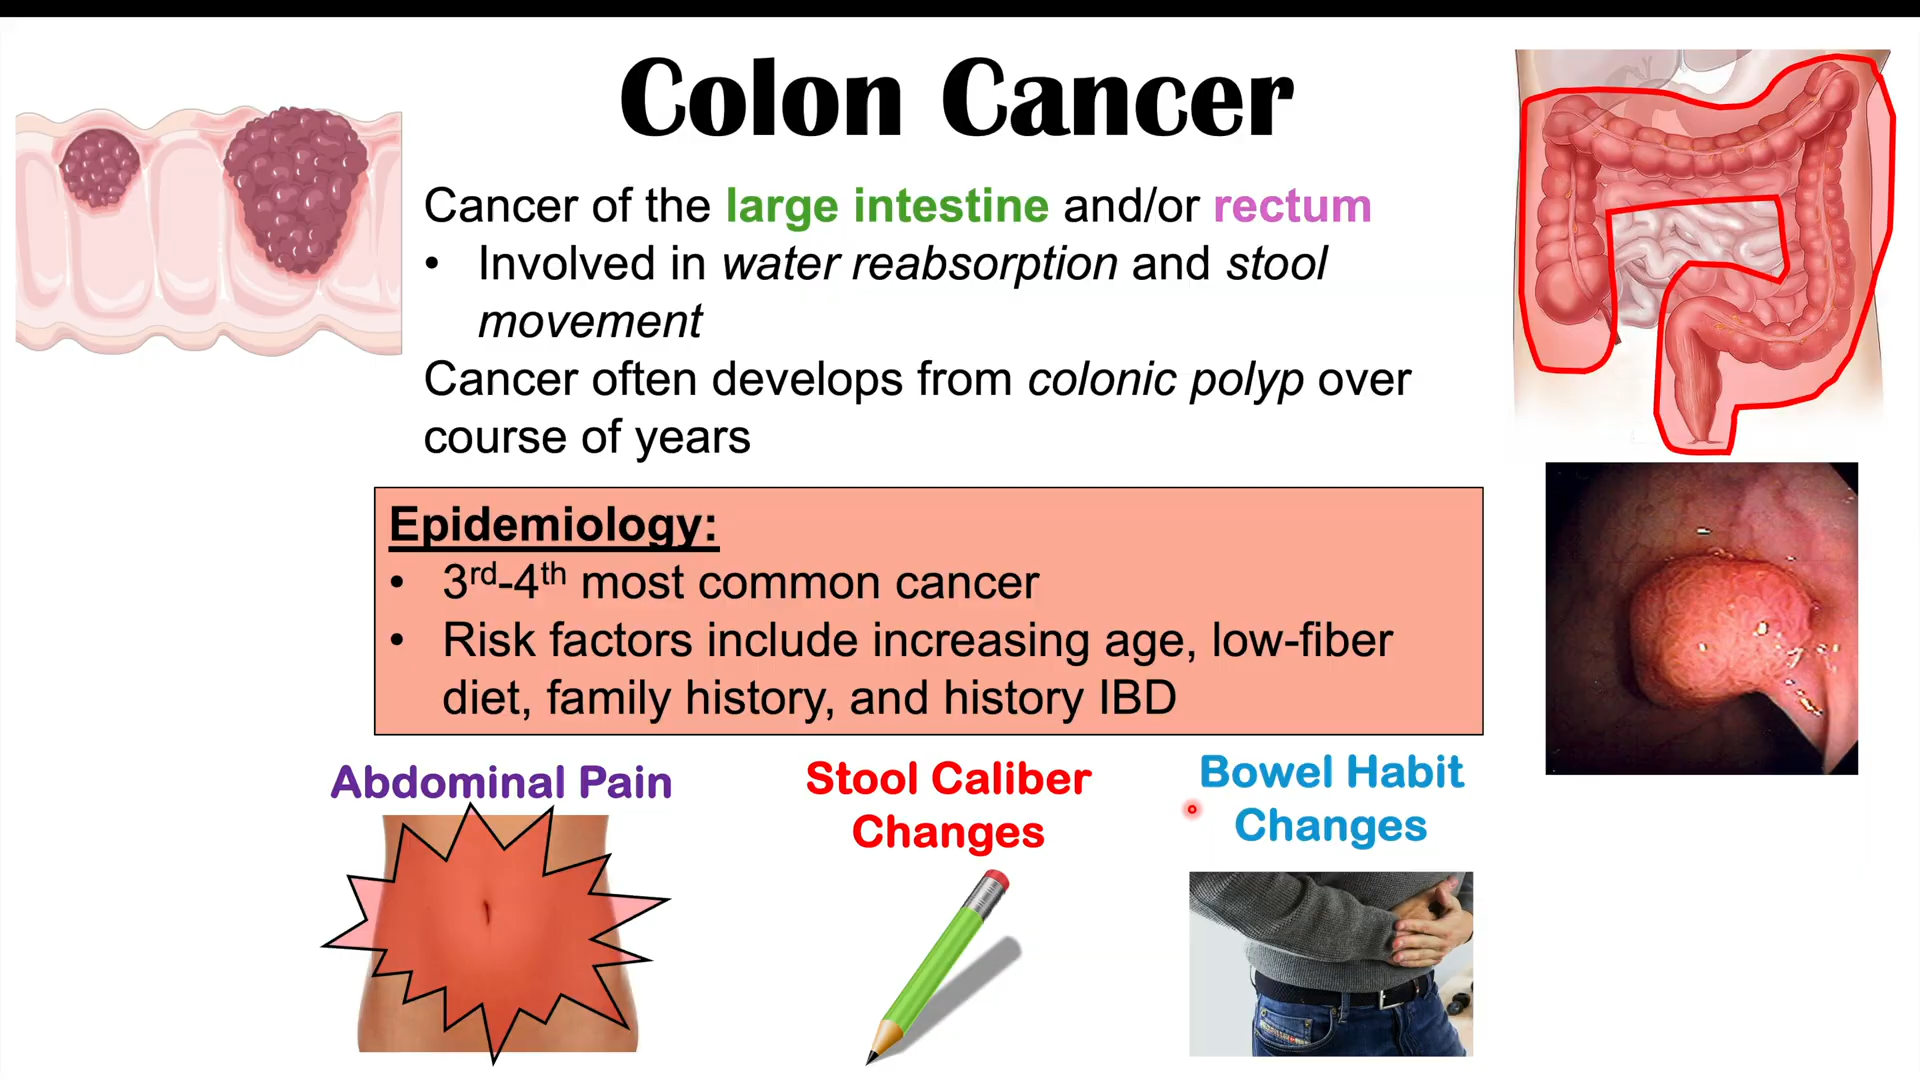 Colon Cancer
Cancer of the large intestine and/or rectum
• Involved in water reabsorption and stool
movement
Cancer often develops from colonic polyp over
course of years
Epidemiology:
• 3rd-4th most common cancer
• Risk factors include increasing age, low-fiber
diet, family history, and history IBD
Abdominal Pain
Stool Caliber
Changes
Bowel Habit
Changes